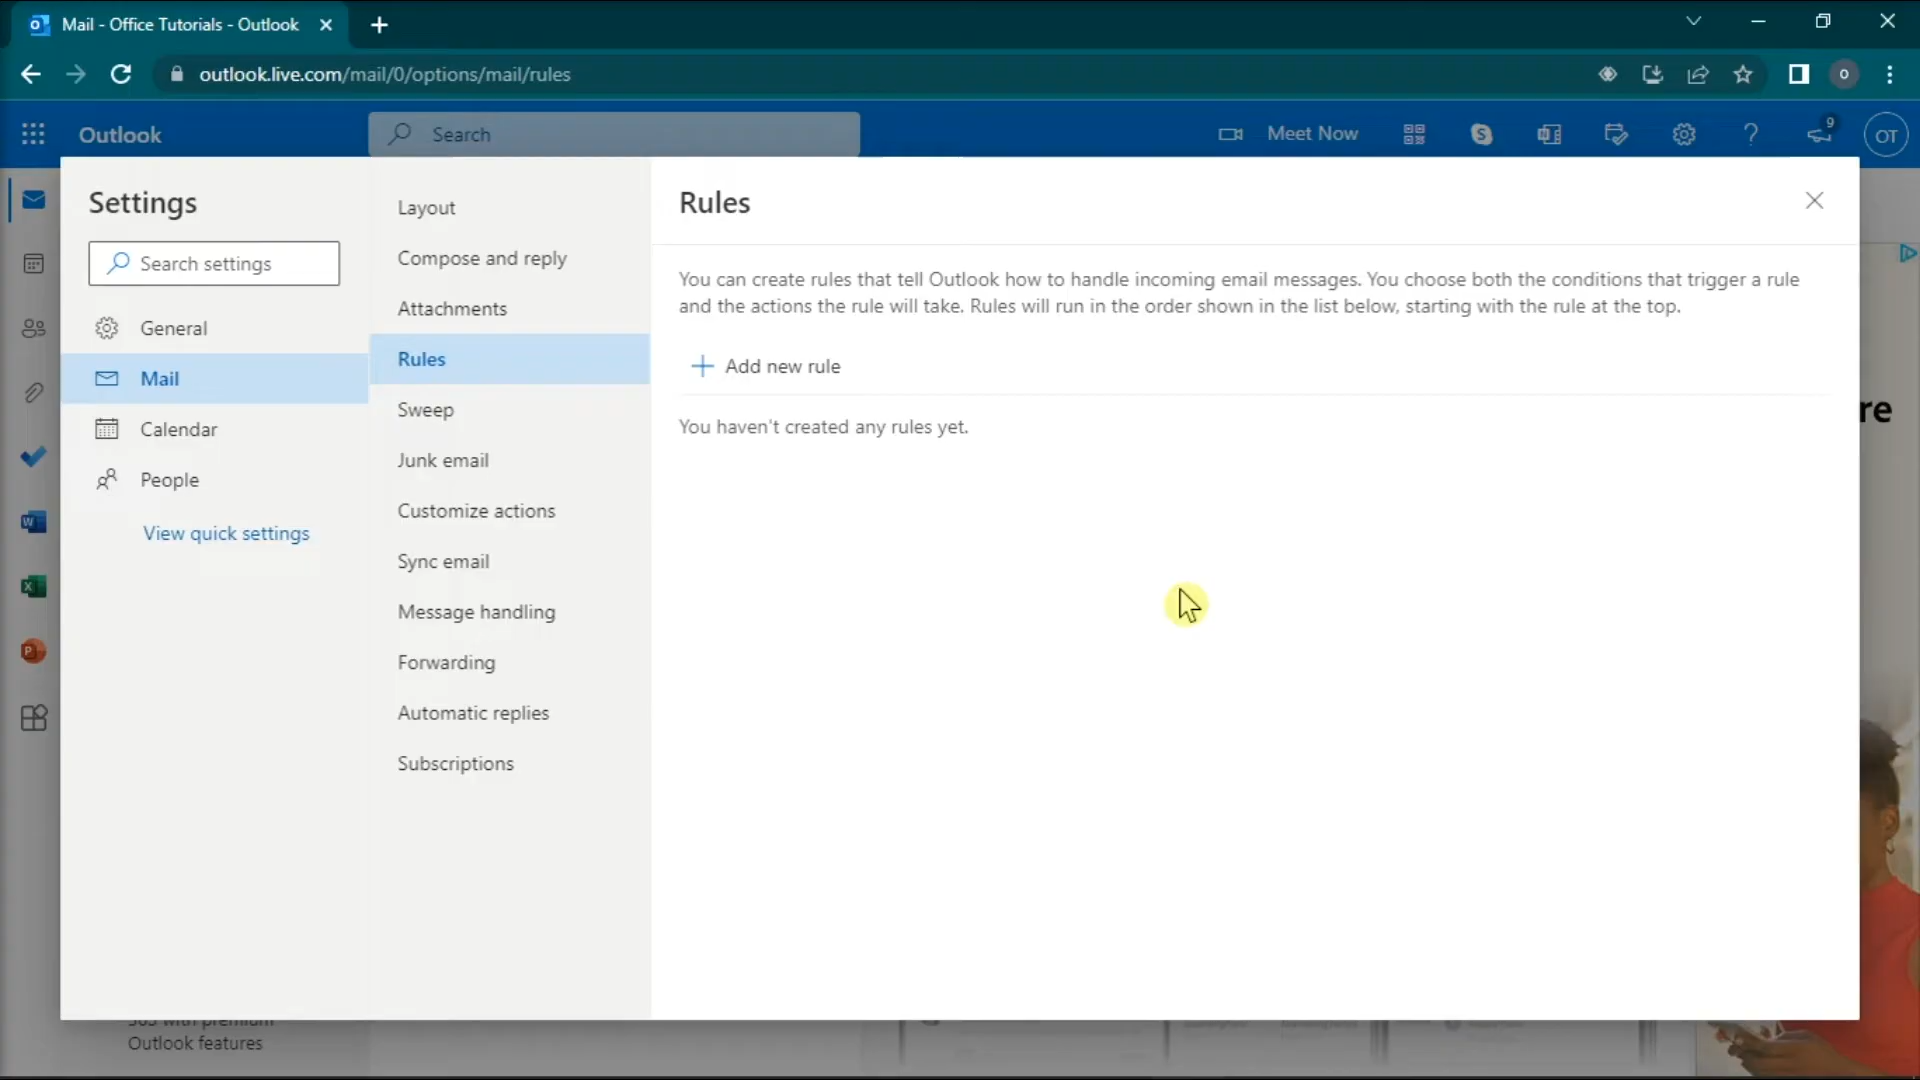 Mail - Office Tutorials - Outlook
outlook.live.com/mail/0/options/mail/rules
O
Outlook
Search
Meet Now
9
OT
Settings
Search settings
General
Mail
Calendar
People
View quick settings
Layout
Compose and reply
Attachments
Rules
Sweep
Junk email
Customize actions
Sync email
Message handling
Forwarding
Automatic replies
Subscriptions
Rules
You can create rules that tell Outlook how to handle incoming email messages. You choose both the conditions that trigger a rule
and the actions the rule will take. Rules will run in the order shown in the list below, starting with the rule at the top.
Add new rule
You haven't created any rules yet.
re
365 with premium
Outlook features